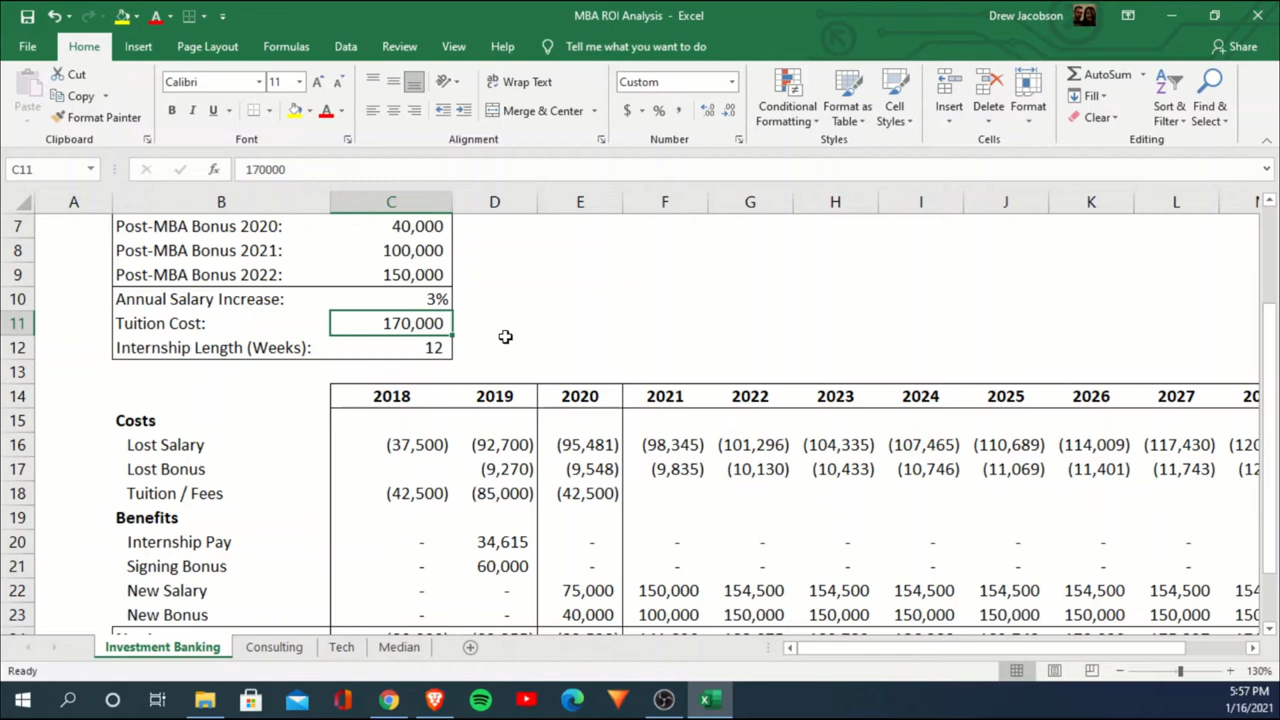 MBA ROI Analysis - Excel
Drew Jacobson
File Home Insert Page Layout Formulas Data Review View Help Tell me what you want to do Share
Paste
Cut
Copy
Format Painter
Clipboard
Calibri 11
B I U
Font
Wrap Text
Merge & Center
Alignment
Custom
$ % ,
Number
Conditional Formatting
Format as Table
Cell Styles
Styles
Insert Delete Format
Cells
AutoSum
Fill
Clear
Sort & Filter
Find & Select
Editing
C11 fx 170000
A B C D E F G H I J K L
7 Post-MBA Bonus 2020: 40,000
8 Post-MBA Bonus 2021: 100,000
9 Post-MBA Bonus 2022: 150,000
10 Annual Salary Increase: 3%
11 Tuition Cost: 170,000
12 Internship Length (Weeks): 12
13
14 2018 2019 2020 2021 2022 2023 2024 2025 2026 2027 20
15 Costs
16 Lost Salary (37,500) (92,700) (95,481) (98,345) (101,296) (104,335) (107,465) (110,689) (114,009) (117,430) (120
17 Lost Bonus (9,270) (9,548) (9,835) (10,130) (10,433) (10,746) (11,069) (11,401) (11,743) (12
18 Tuition / Fees (42,500) (85,000) (42,500)
19 Benefits
20 Internship Pay - 34,615 - - - - - - - -
21 Signing Bonus - 60,000 - - - - - - - -
22 New Salary - - 75,000 150,000 154,500 154,500 154,500 154,500 154,500 154,500 154
23 New Bonus - - 40,000 100,000 150,000 150,000 150,000 150,000 150,000 150,000 150
Investment Banking Consulting Tech Median
Ready 130%
5:57 PM
1/16/2021